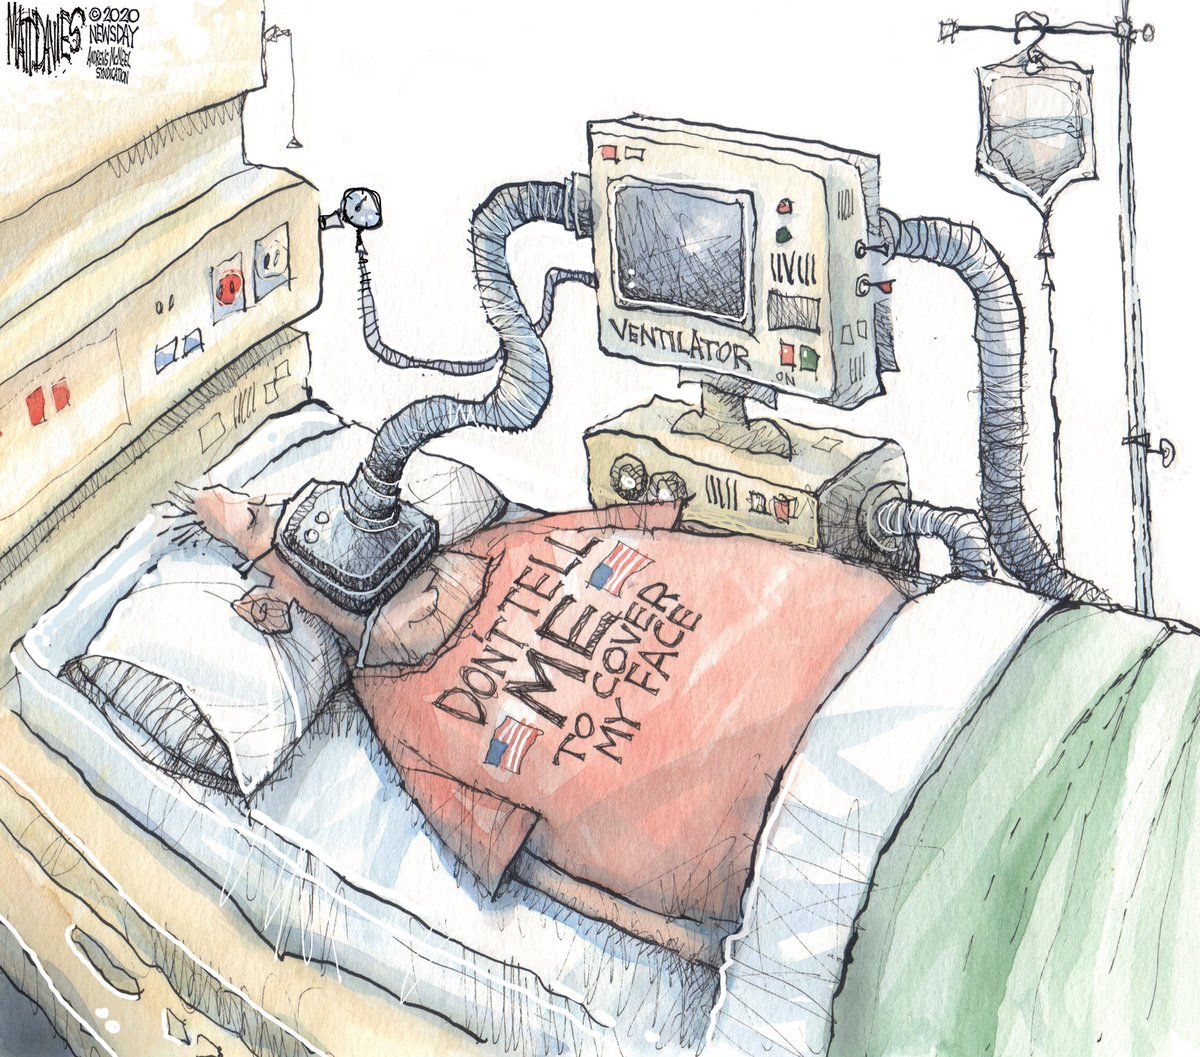 MATT DAVIES
©2020
NEWSDAY
ANDREWS McMEEL
SYNDICATION
VENTILATOR
ON
DON'T TELL
ME
TO COVER
MY FACE